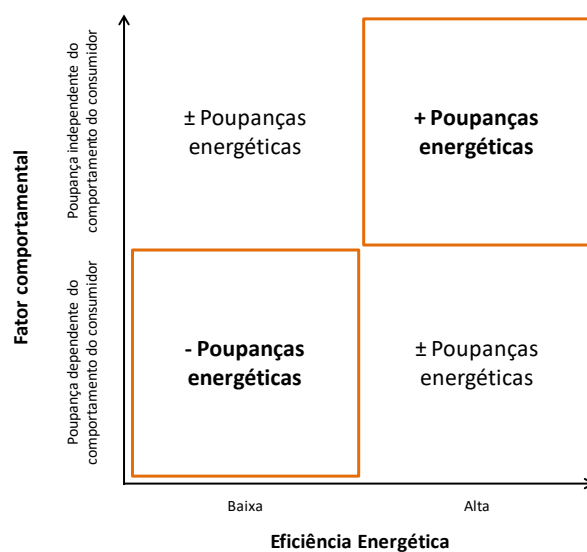 Fator comportamental
Poupança independente do
comportamento do consumidor
Poupança dependente do
comportamento do consumidor
± Poupanças
energéticas
+ Poupanças
energéticas
- Poupanças
energéticas
± Poupanças
energéticas
Baixa
Alta
Eficiência Energética